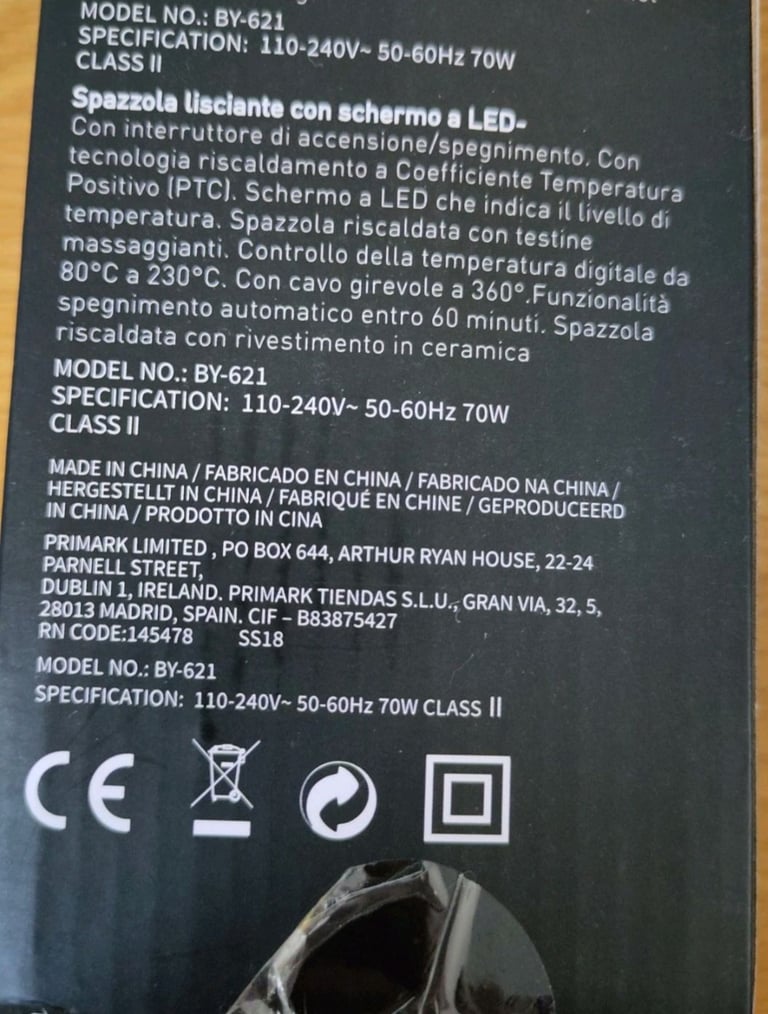 MODEL NO.: BY-621
SPECIFICATION: 110-240V~ 50-60Hz 70W
CLASS II
Spazzola lisciante con schermo a LED-
Con interruttore di accensione/spegnimento. Con
tecnologia riscaldamento a Coefficiente Temperatura
Positivo (PTC). Schermo a LED che indica il livello di
temperatura. Spazzola riscaldata con testine
massaggianti. Controllo della temperatura digitale da
80°C a 230°C. Con cavo girevole a 360°.Funzionalità
spegnimento automatico entro 60 minuti. Spazzola
riscaldata con rivestimento in ceramica
MODEL NO.: BY-621
SPECIFICATION: 110-240V~ 50-60Hz 70W
CLASS II
MADE IN CHINA / FABRICADO EN CHINA / FABRICADO NA CHINA /
HERGESTELLT IN CHINA / FABRIQUÉ EN CHINE / GEPRODUCEERD
IN CHINA / PRODOTTO IN CINA
PRIMARK LIMITED , PO BOX 644, ARTHUR RYAN HOUSE, 22-24
PARNELL STREET,
DUBLIN 1, IRELAND. PRIMARK TIENDAS S.L.U., GRAN VIA, 32, 5,
28013 MADRID, SPAIN. CIF – B83875427
RN CODE:145478 SS18
MODEL NO.: BY-621
SPECIFICATION: 110-240V~ 50-60Hz 70W CLASS II
CE